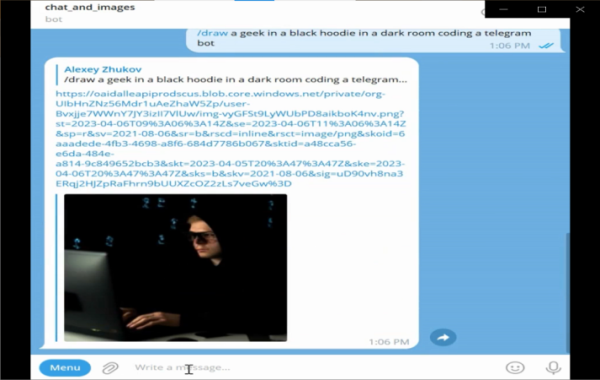 chat_and_images
bot
/draw a geek in a black hoodie in a dark room coding a telegram
bot
1:06 PM
Alexey Zhukov
/draw a geek in a black hoodie in a dark room coding a telegram...
https://oaidalleapiprodscus.blob.core.windows.net/private/org-
UIbHnZNz56Mdr1uAeZhaW5Zp/user-
Bvxjje7WWnY7JY3izII7VIUw/img-vyGFSt9LyWUbPD8aikboK4nv.png?
st=2023-04-06T09%3A06%3A14Z&se=2023-04-06T11%3A06%3A14Z
&sp=r&sv=2021-08-06&sr=b&rscd=inline&rsct=image/png&skoid=6
aaadede-4fb3-4698-a8f6-684d7786b067&sktid=a48cca56-
e6da-484e-
a814-9c849652bcb3&skt=2023-04-05T20%3A47%3A47Z&ske=2023-
04-06T20%3A47%3A47Z&sks=b&skv=2021-08-06&sig=uD90vh8na3
ERqj2HJZpRaFhrn9bUUXZcOZ2zLs7veGw%3D
1:06 PM
Menu
Write a message...